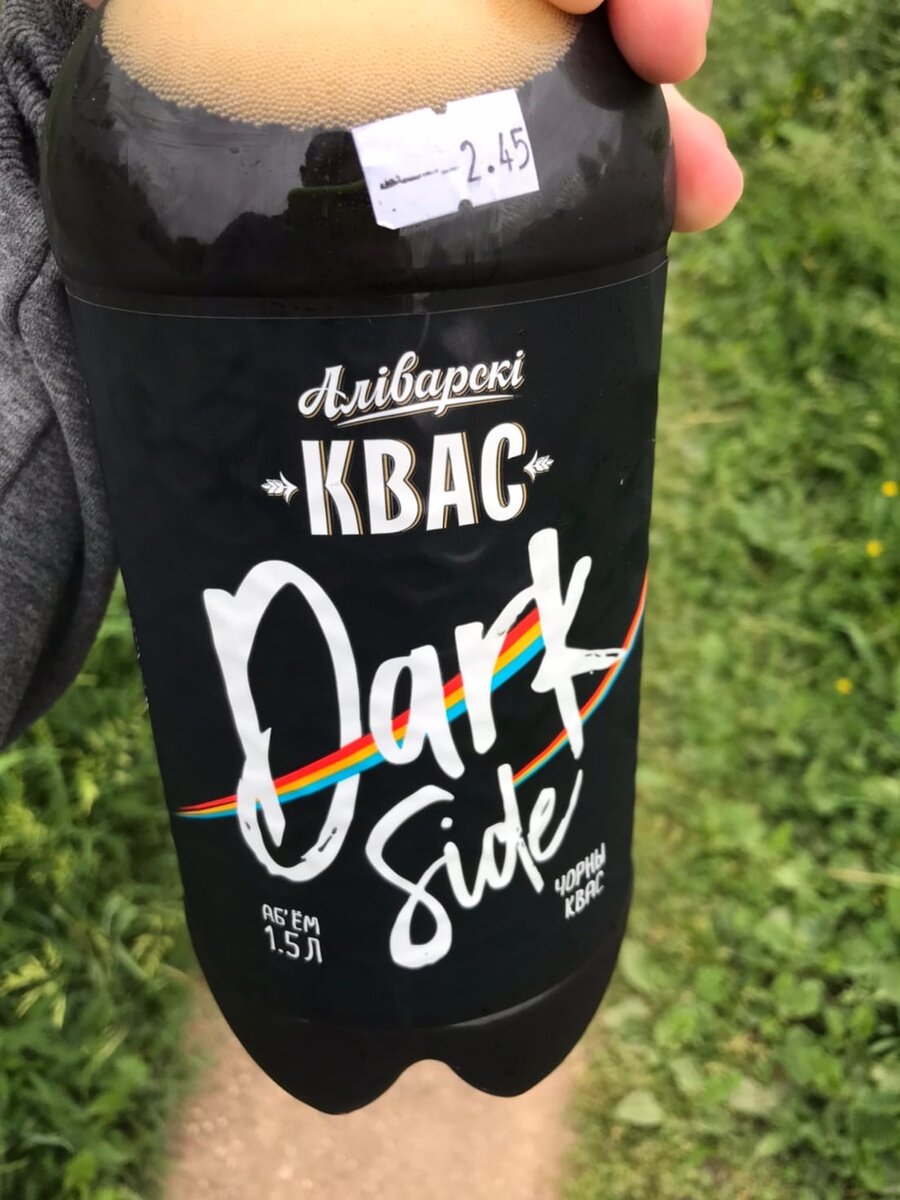 2.45
Аліварскі
КВАС
Dark
Side
АБ'ЁМ
1.5 Л
ЧОРНЫ
КВАС